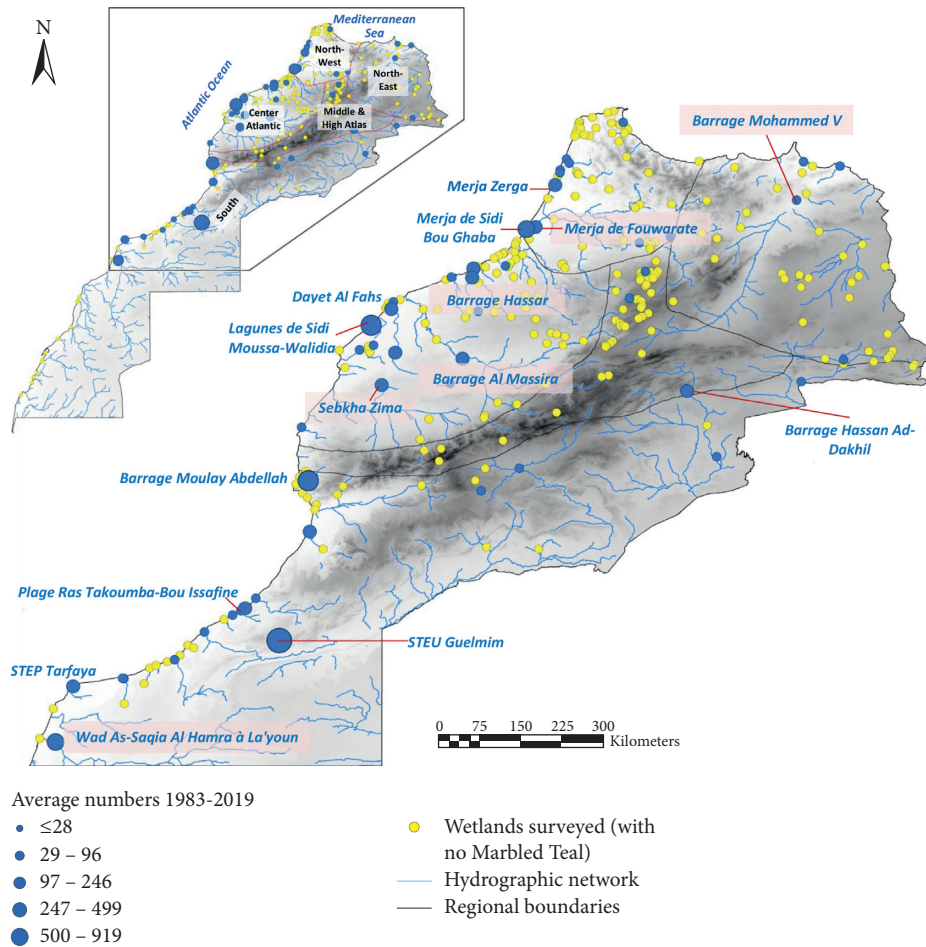 N
Mediterranean
Sea
North-
West
North-
East
Atlantic Ocean
Center
Atlantic
Middle &
High Atlas
South
Barrage Mohammed V
Merja Zerga
Merja de Sidi
Bou Ghaba
Merja de Fouwarate
Dayet Al Fahs
Barrage Hassar
Lagunes de Sidi
Moussa-Walidia
Barrage Al Massira
Sebkha Zima
Barrage Hassan Ad-
Dakhil
Barrage Moulay Abdellah
Plage Ras Takoumba-Bou Issafine
STEU Guelmim
STEP Tarfaya
Wad As-Saqia Al Hamra à La'youn
0 75 150 225 300
Kilometers
Average numbers 1983-2019
≤28
29 – 96
97 – 246
247 – 499
500 – 919
Wetlands surveyed (with
no Marbled Teal)
Hydrographic network
Regional boundaries